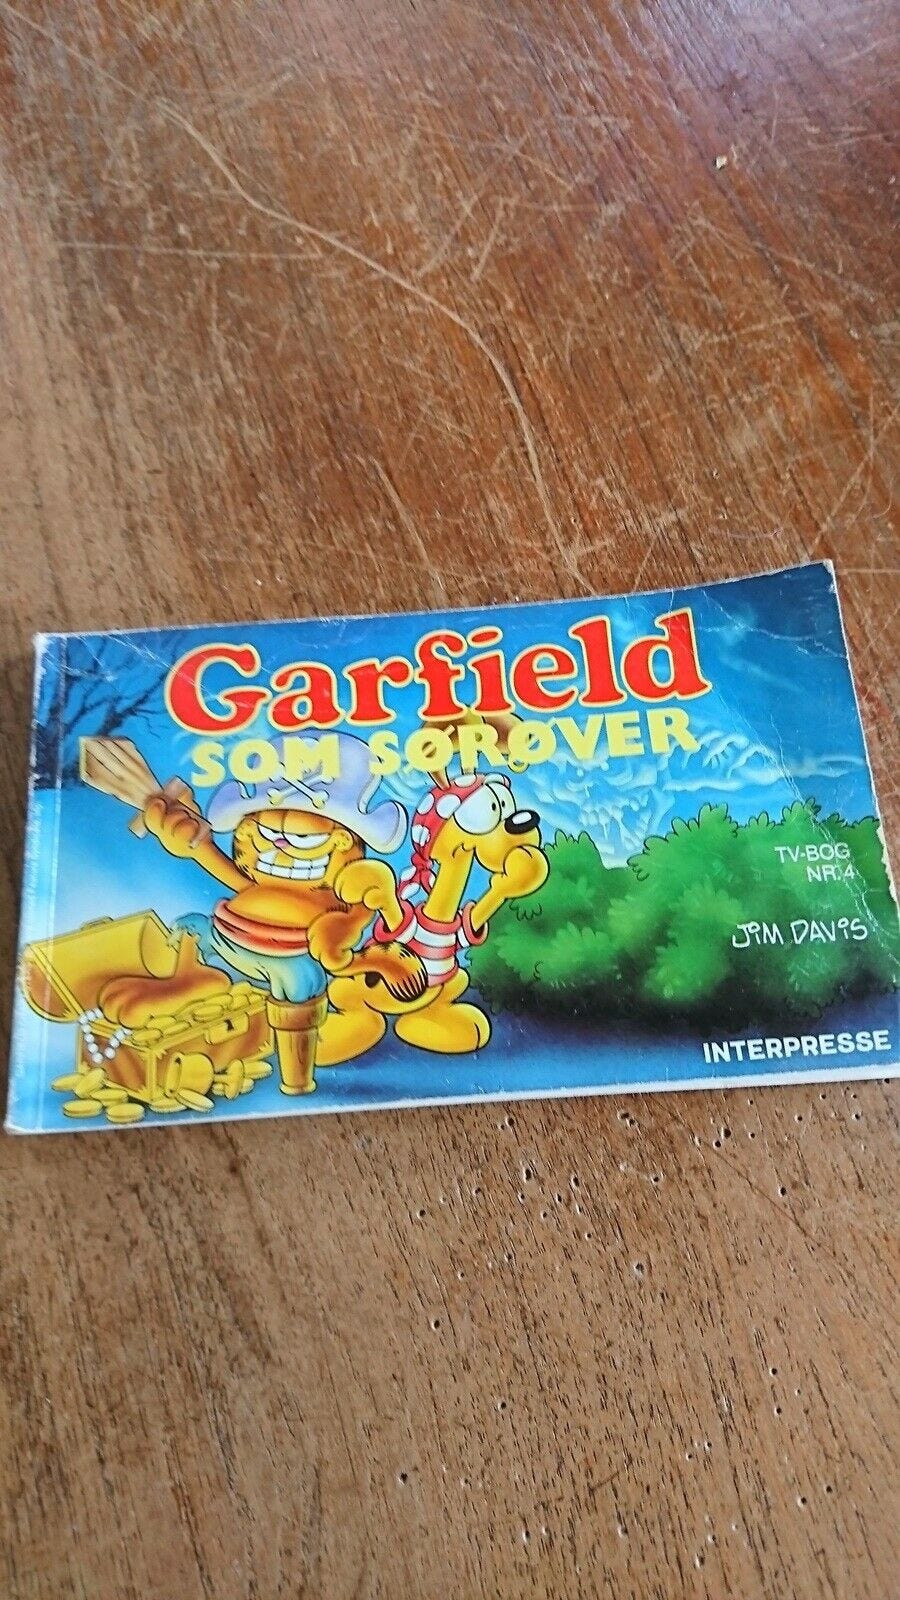 Garfield
SOM SØRØVER
TV-BOG
NR. 4
JIM DAVIS
INTERPRESSE